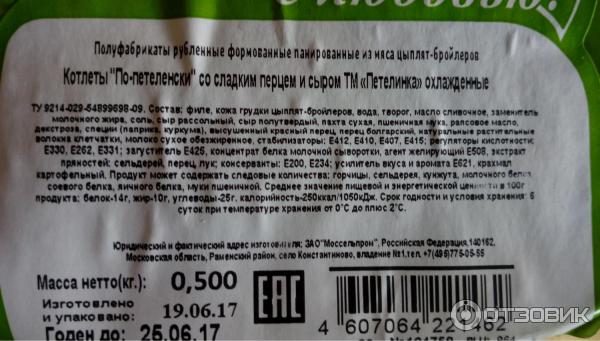 с любовью!
Полуфабрикаты рубленные формованные панированные из мяса цыплят-бройлеров
Котлеты "По-петеленски" со сладким перцем и сыром ТМ «Петелинка» охлажденные
ТУ 9214-029-54899698-09. Состав: филе, кожа грудки цыплят-бройлеров, вода, творог, масло сливочное, заменитель
молочного жира, соль, сыр рассольный, сыр полутвердый, пахта сухая, пшеничная мука, рапсовое масло,
декстроза, специи (паприка, куркума), высушенный красный перец, перец болгарский, натуральные растительные
волокна клетчатки, молоко сухое обезжиренное, стабилизаторы: Е412, Е410, Е407, Е415; регуляторы кислотности:
Е330, Е262, Е331; загуститель Е425, концентрат белка молочной сыворотки, агент желирующий Е508, экстракты
пряностей: сельдерей, перец, лук; консерванты: Е200, Е234; усилитель вкуса и аромата Е621, крахмал
картофельный. Продукт может содержать следовые количества: горчицы, сельдерея, кунжута, молочного белка,
соевого белка, яичного белка, муки пшеничной. Среднее значение пищевой и энергетической ценности в 100г
продукта: белок-14г, жир-10г, углеводы-25г, калорийность-250ккал/1050кДж. Срок годности и условия хранения: 6
суток при температуре хранения от 0°С до плюс 2°С.
Юридический и фактический адрес изготовителя: ЗАО "Моссельпром", Российская Федерация,140162,
Московская область, Раменский район, село Константиново, владение №1.тел.+7(495)775-05-55
Масса нетто(кг.): 0,500
Изготовлено
и упаковано: 19.06.17
Годен до: 25.06.17
EAC
4 607064
ОТЗОВИК